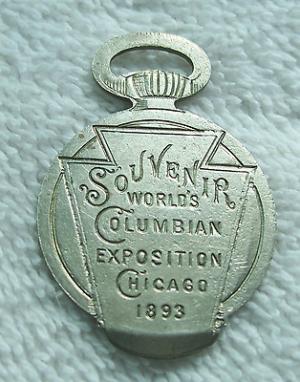 SOUVENIR
WORLD'S
COLUMBIAN
EXPOSITION
CHICAGO
1893